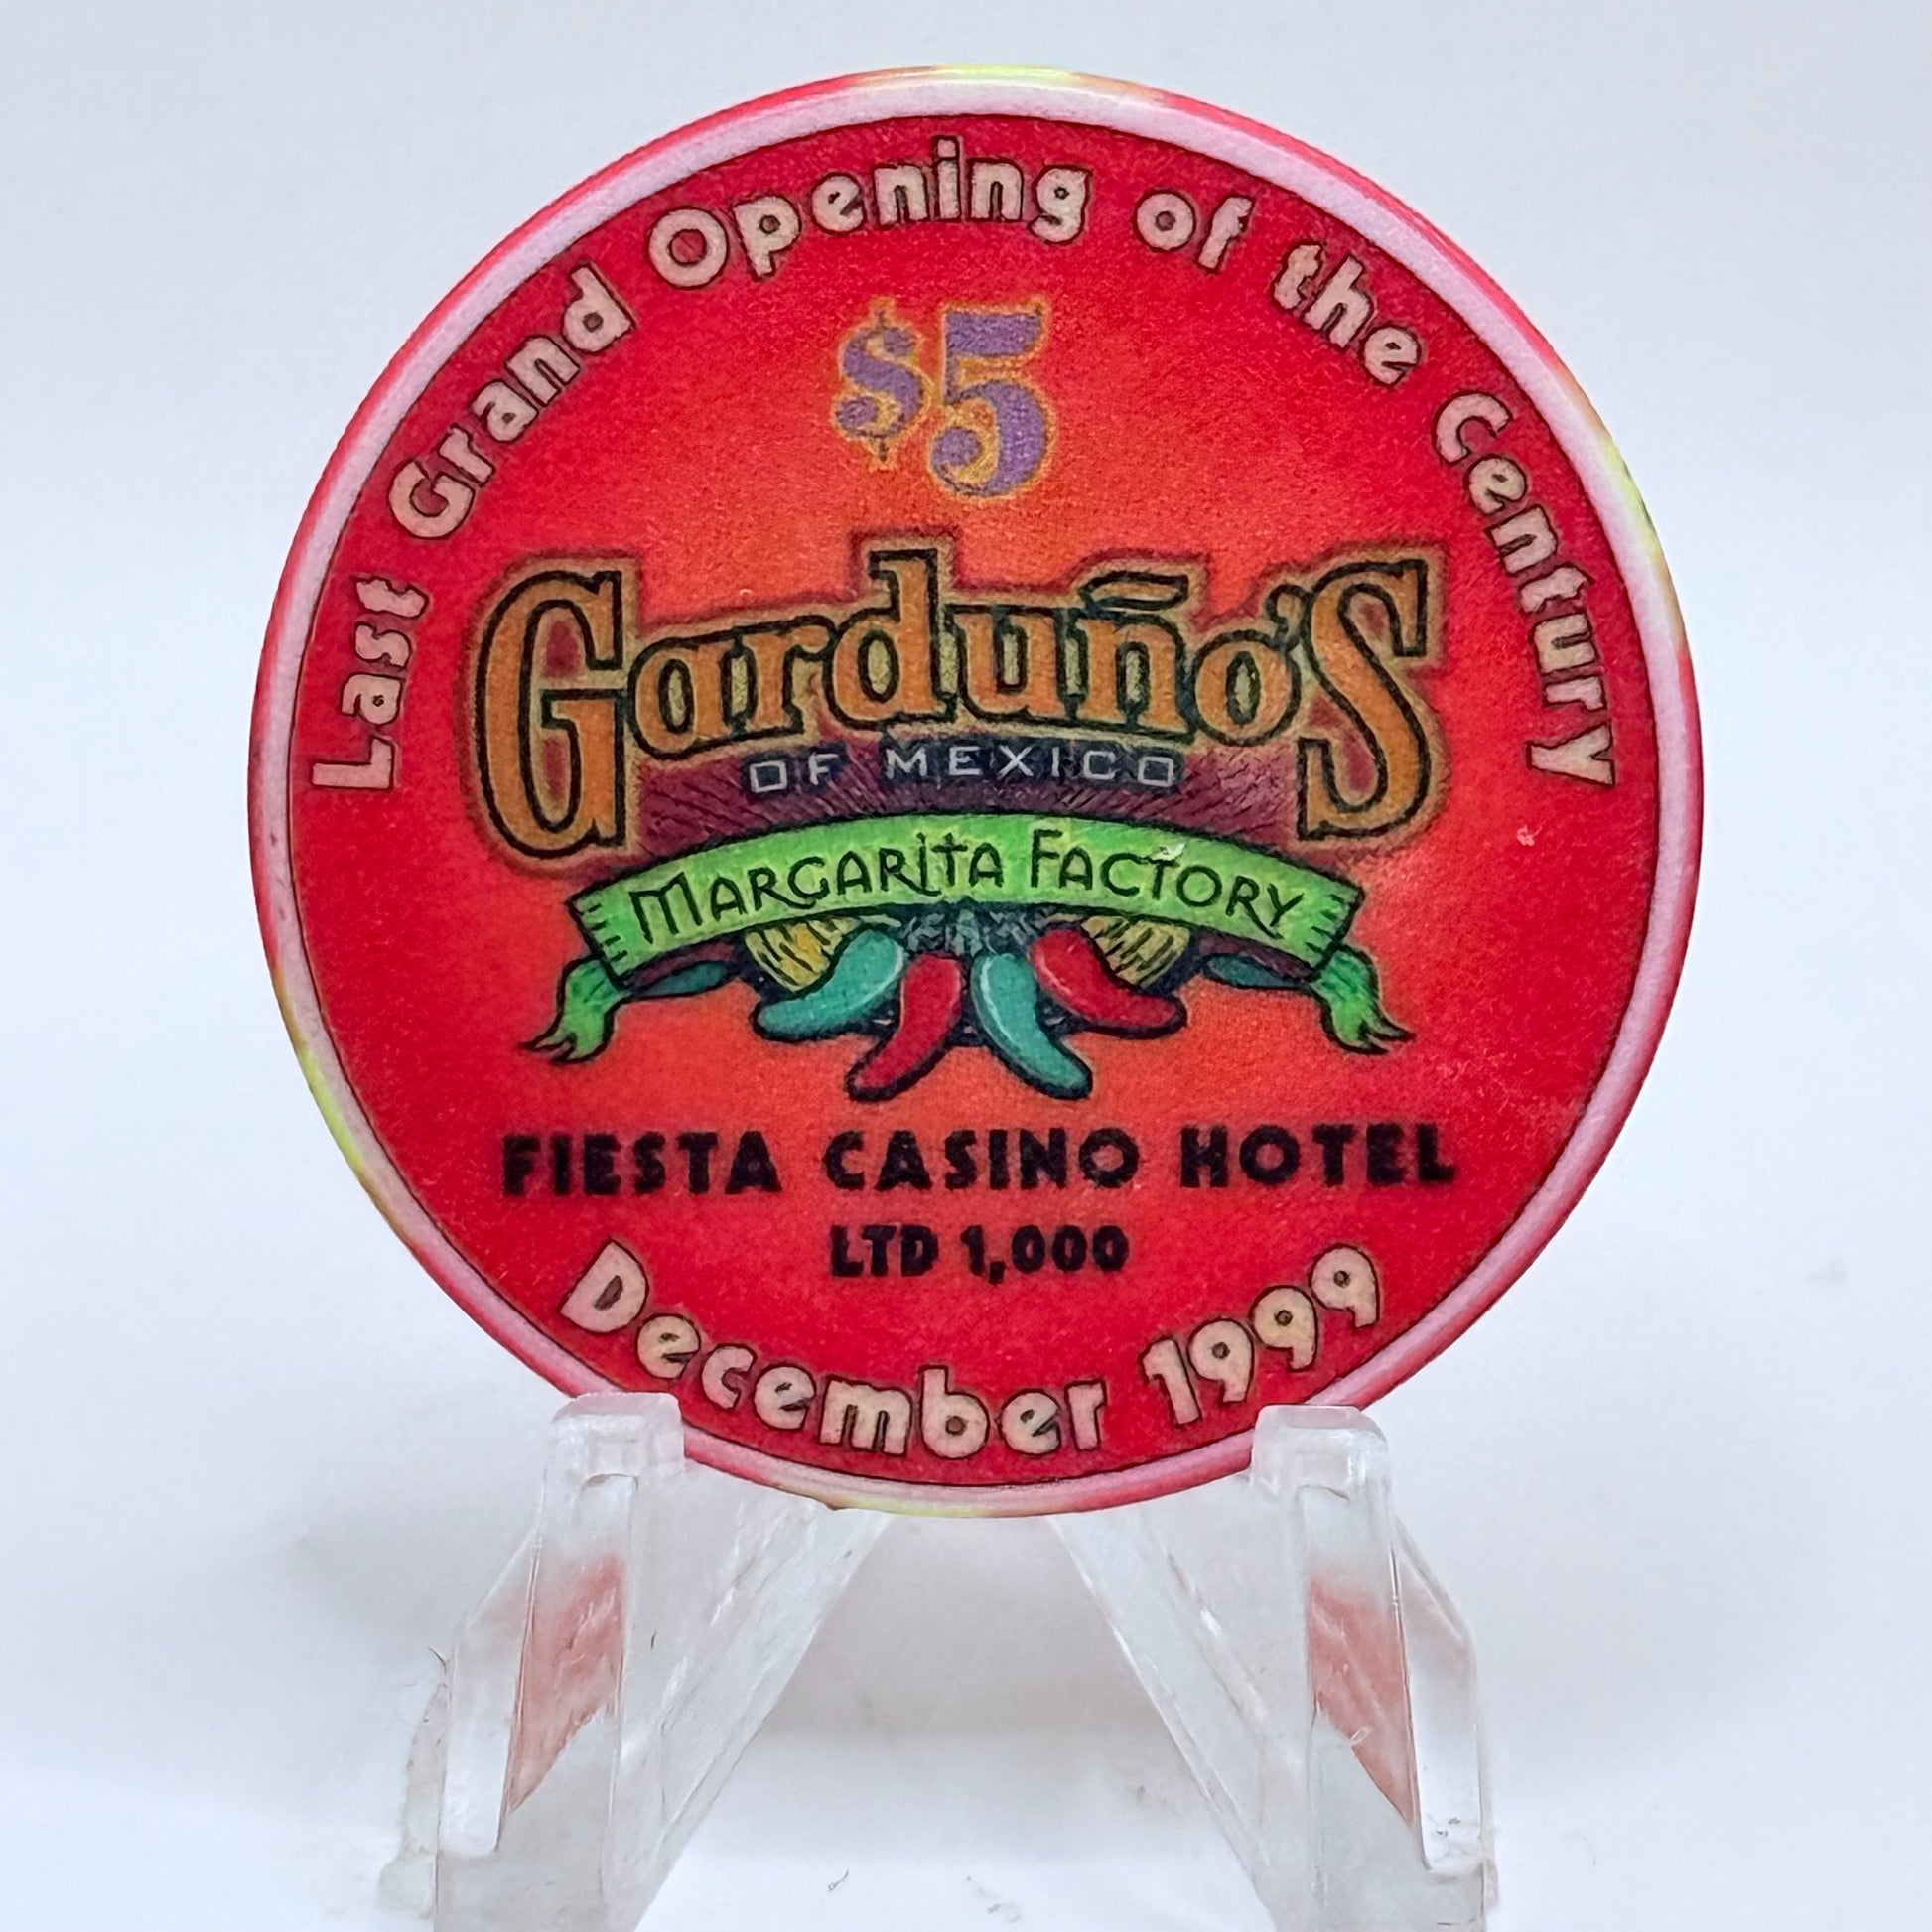 Last Grand Opening of the Century
$5
Garduño's
OF MEXICO
MARGARITA FACTORY
FIESTA CASINO HOTEL
LTD 1,000
December 1999